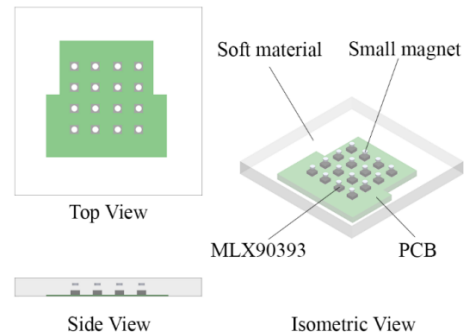 Soft material
Small magnet
Top View
MLX90393
PCB
Side View
Isometric View